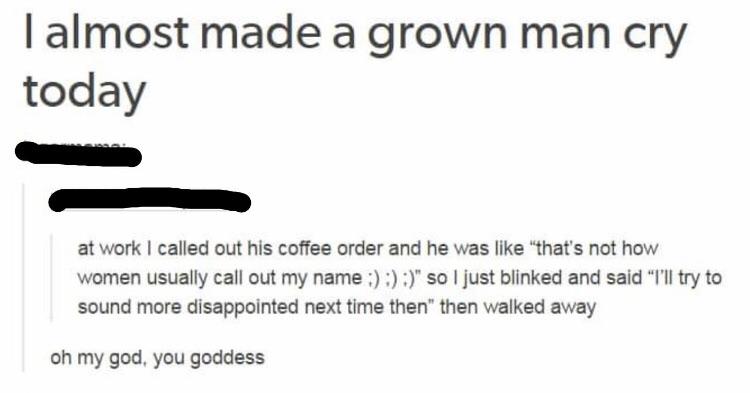 I almost made a grown man cry
today
at work I called out his coffee order and he was like “that’s not how
women usually call out my name ;) ;) ;)” so I just blinked and said “I’ll try to
sound more disappointed next time then” then walked away
oh my god, you goddess